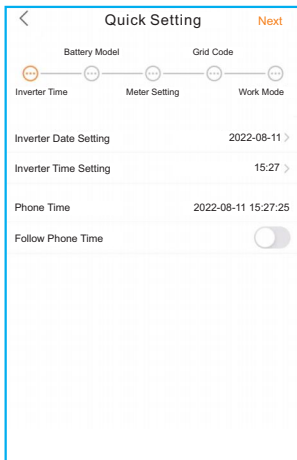 Quick Setting Next
Battery Model Grid Code
Inverter Time Meter Setting Work Mode
Inverter Date Setting 2022-08-11
Inverter Time Setting 15:27
Phone Time 2022-08-11 15:27:25
Follow Phone Time